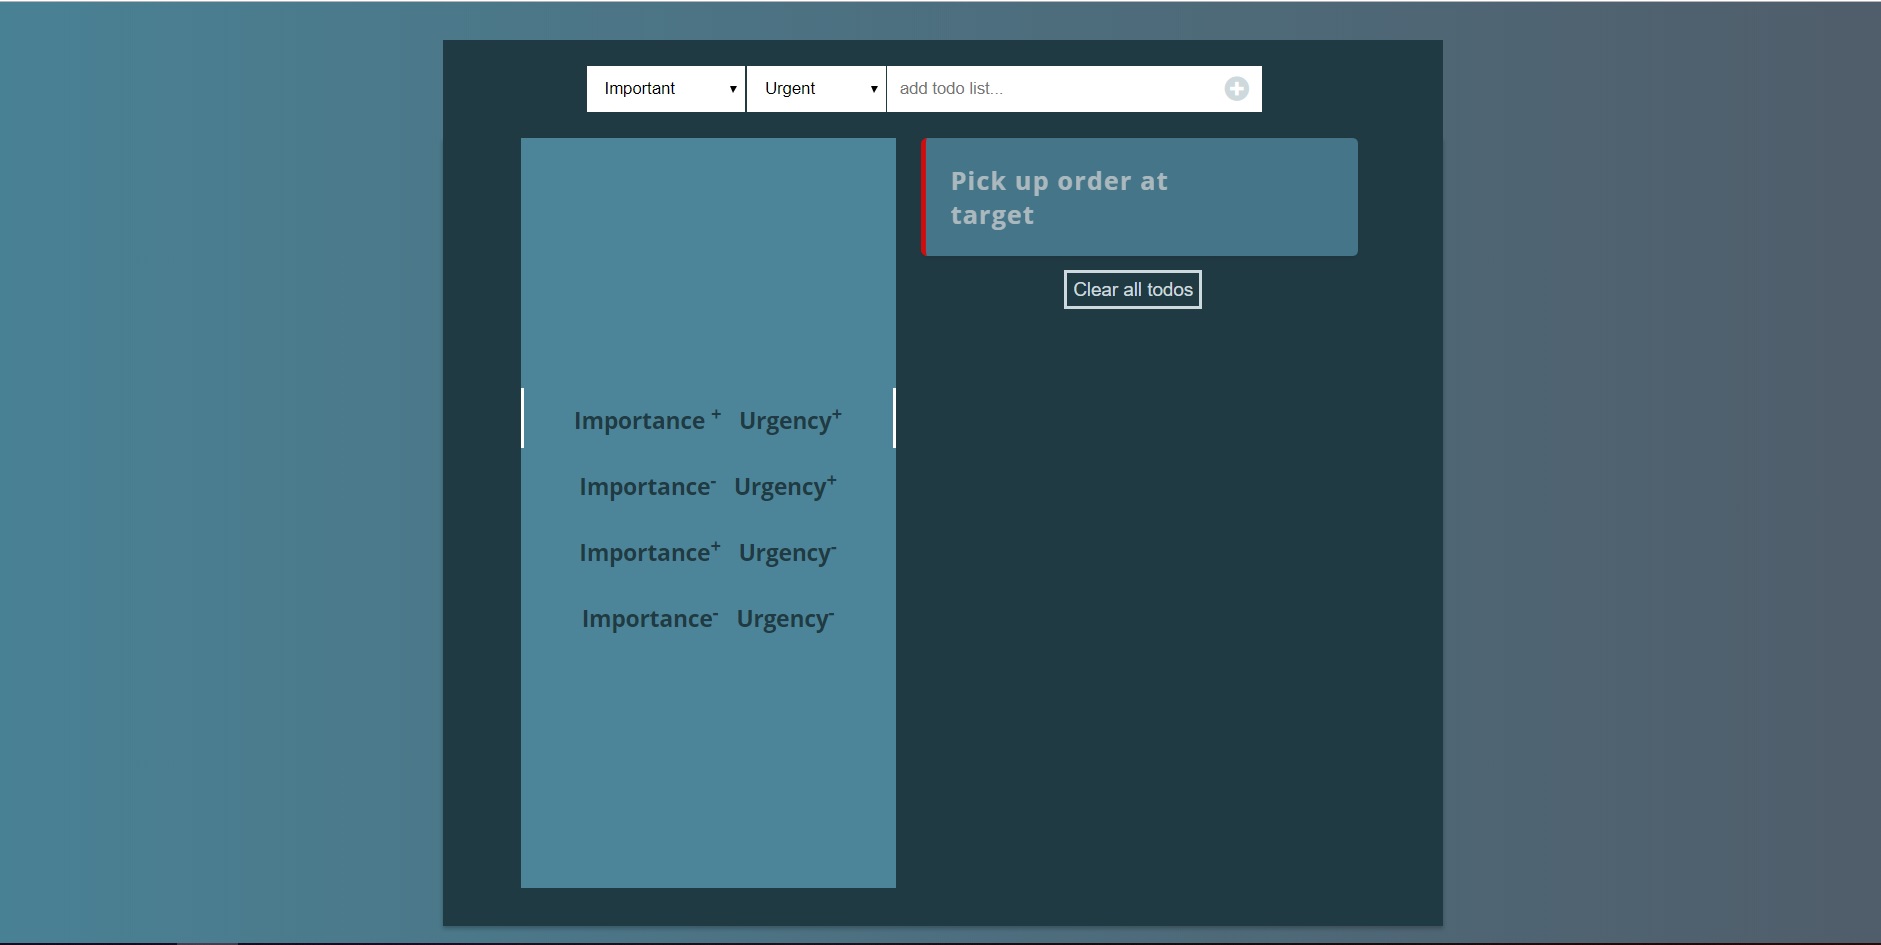 Important Urgent add todo list...
Pick up order at
target
Clear all todos
Importance + Urgency+
Importance- Urgency+
Importance+ Urgency-
Importance- Urgency-